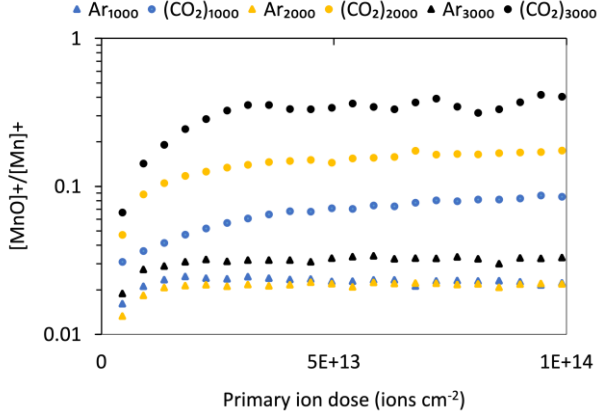 Ar₁₀₀₀ (CO₂)₁₀₀₀ Ar₂₀₀₀ (CO₂)₂₀₀₀ Ar₃₀₀₀ (CO₂)₃₀₀₀
1
0.1
0.01
[MnO]+/[Mn]+
0 5E+13 1E+14
Primary ion dose (ions cm⁻²)